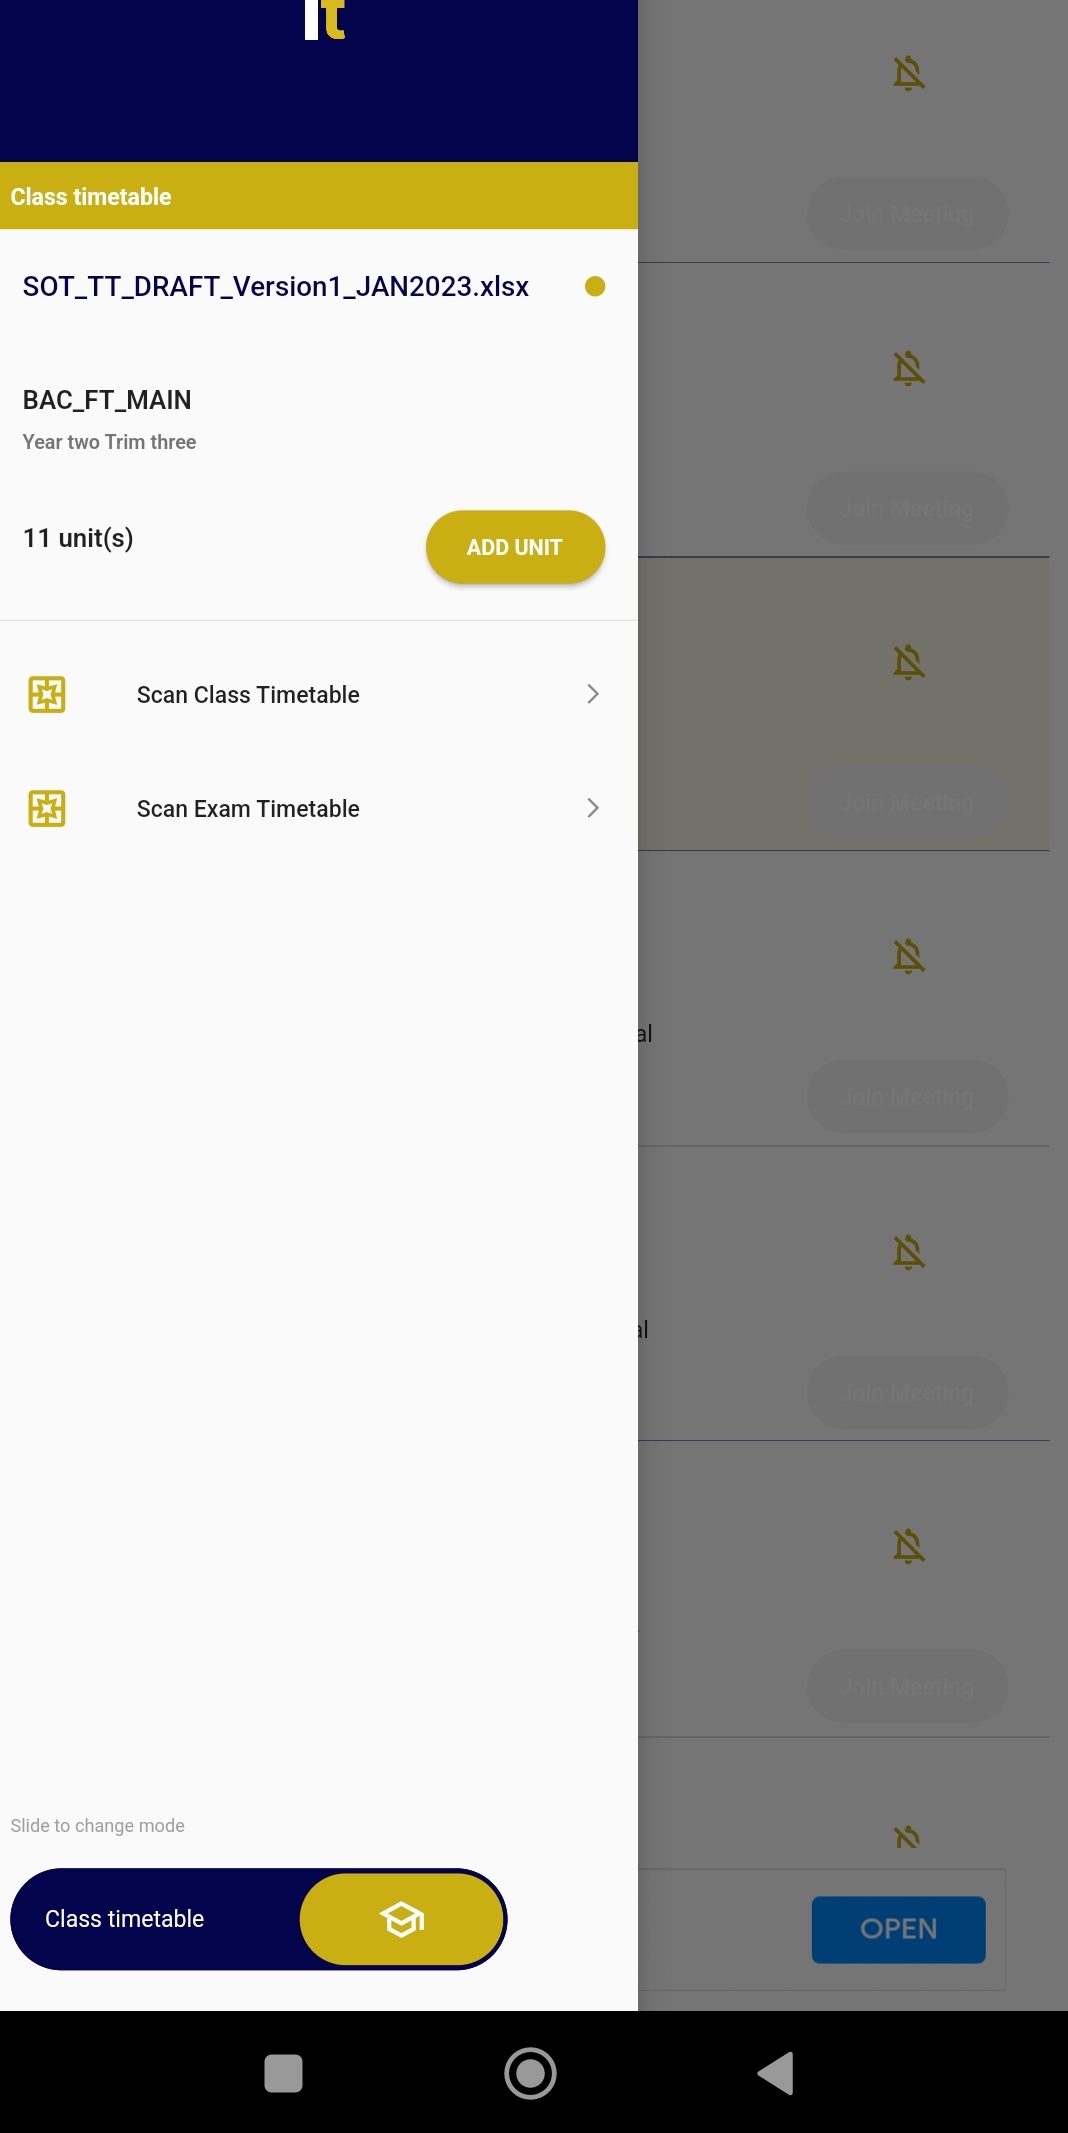 lt
Class timetable
SOT_TT_DRAFT_Version1_JAN2023.xlsx
BAC_FT_MAIN
Year two Trim three
11 unit(s)
ADD UNIT
Scan Class Timetable
Scan Exam Timetable
Slide to change mode
Class timetable
Join Meeting
Join Meeting
Join Meeting
al
Join Meeting
al
Join Meeting
Join Meeting
OPEN